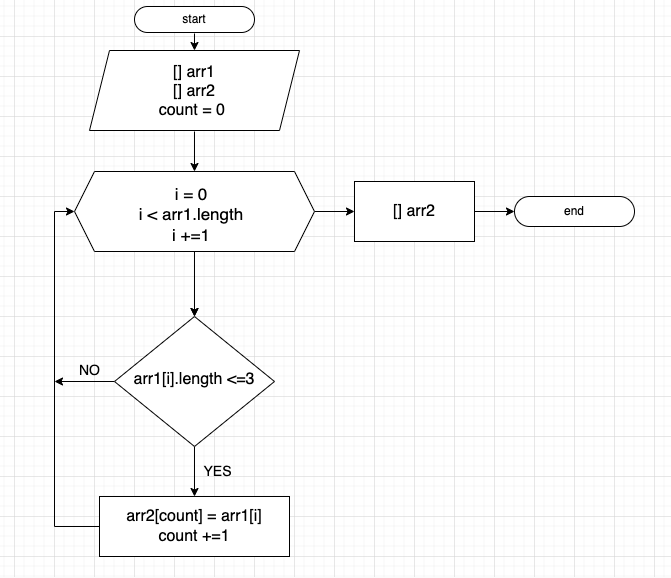 start
[] arr1
[] arr2
count = 0
i = 0
i < arr1.length
i +=1
[] arr2
end
arr1[i].length <=3
NO
YES
arr2[count] = arr1[i]
count +=1